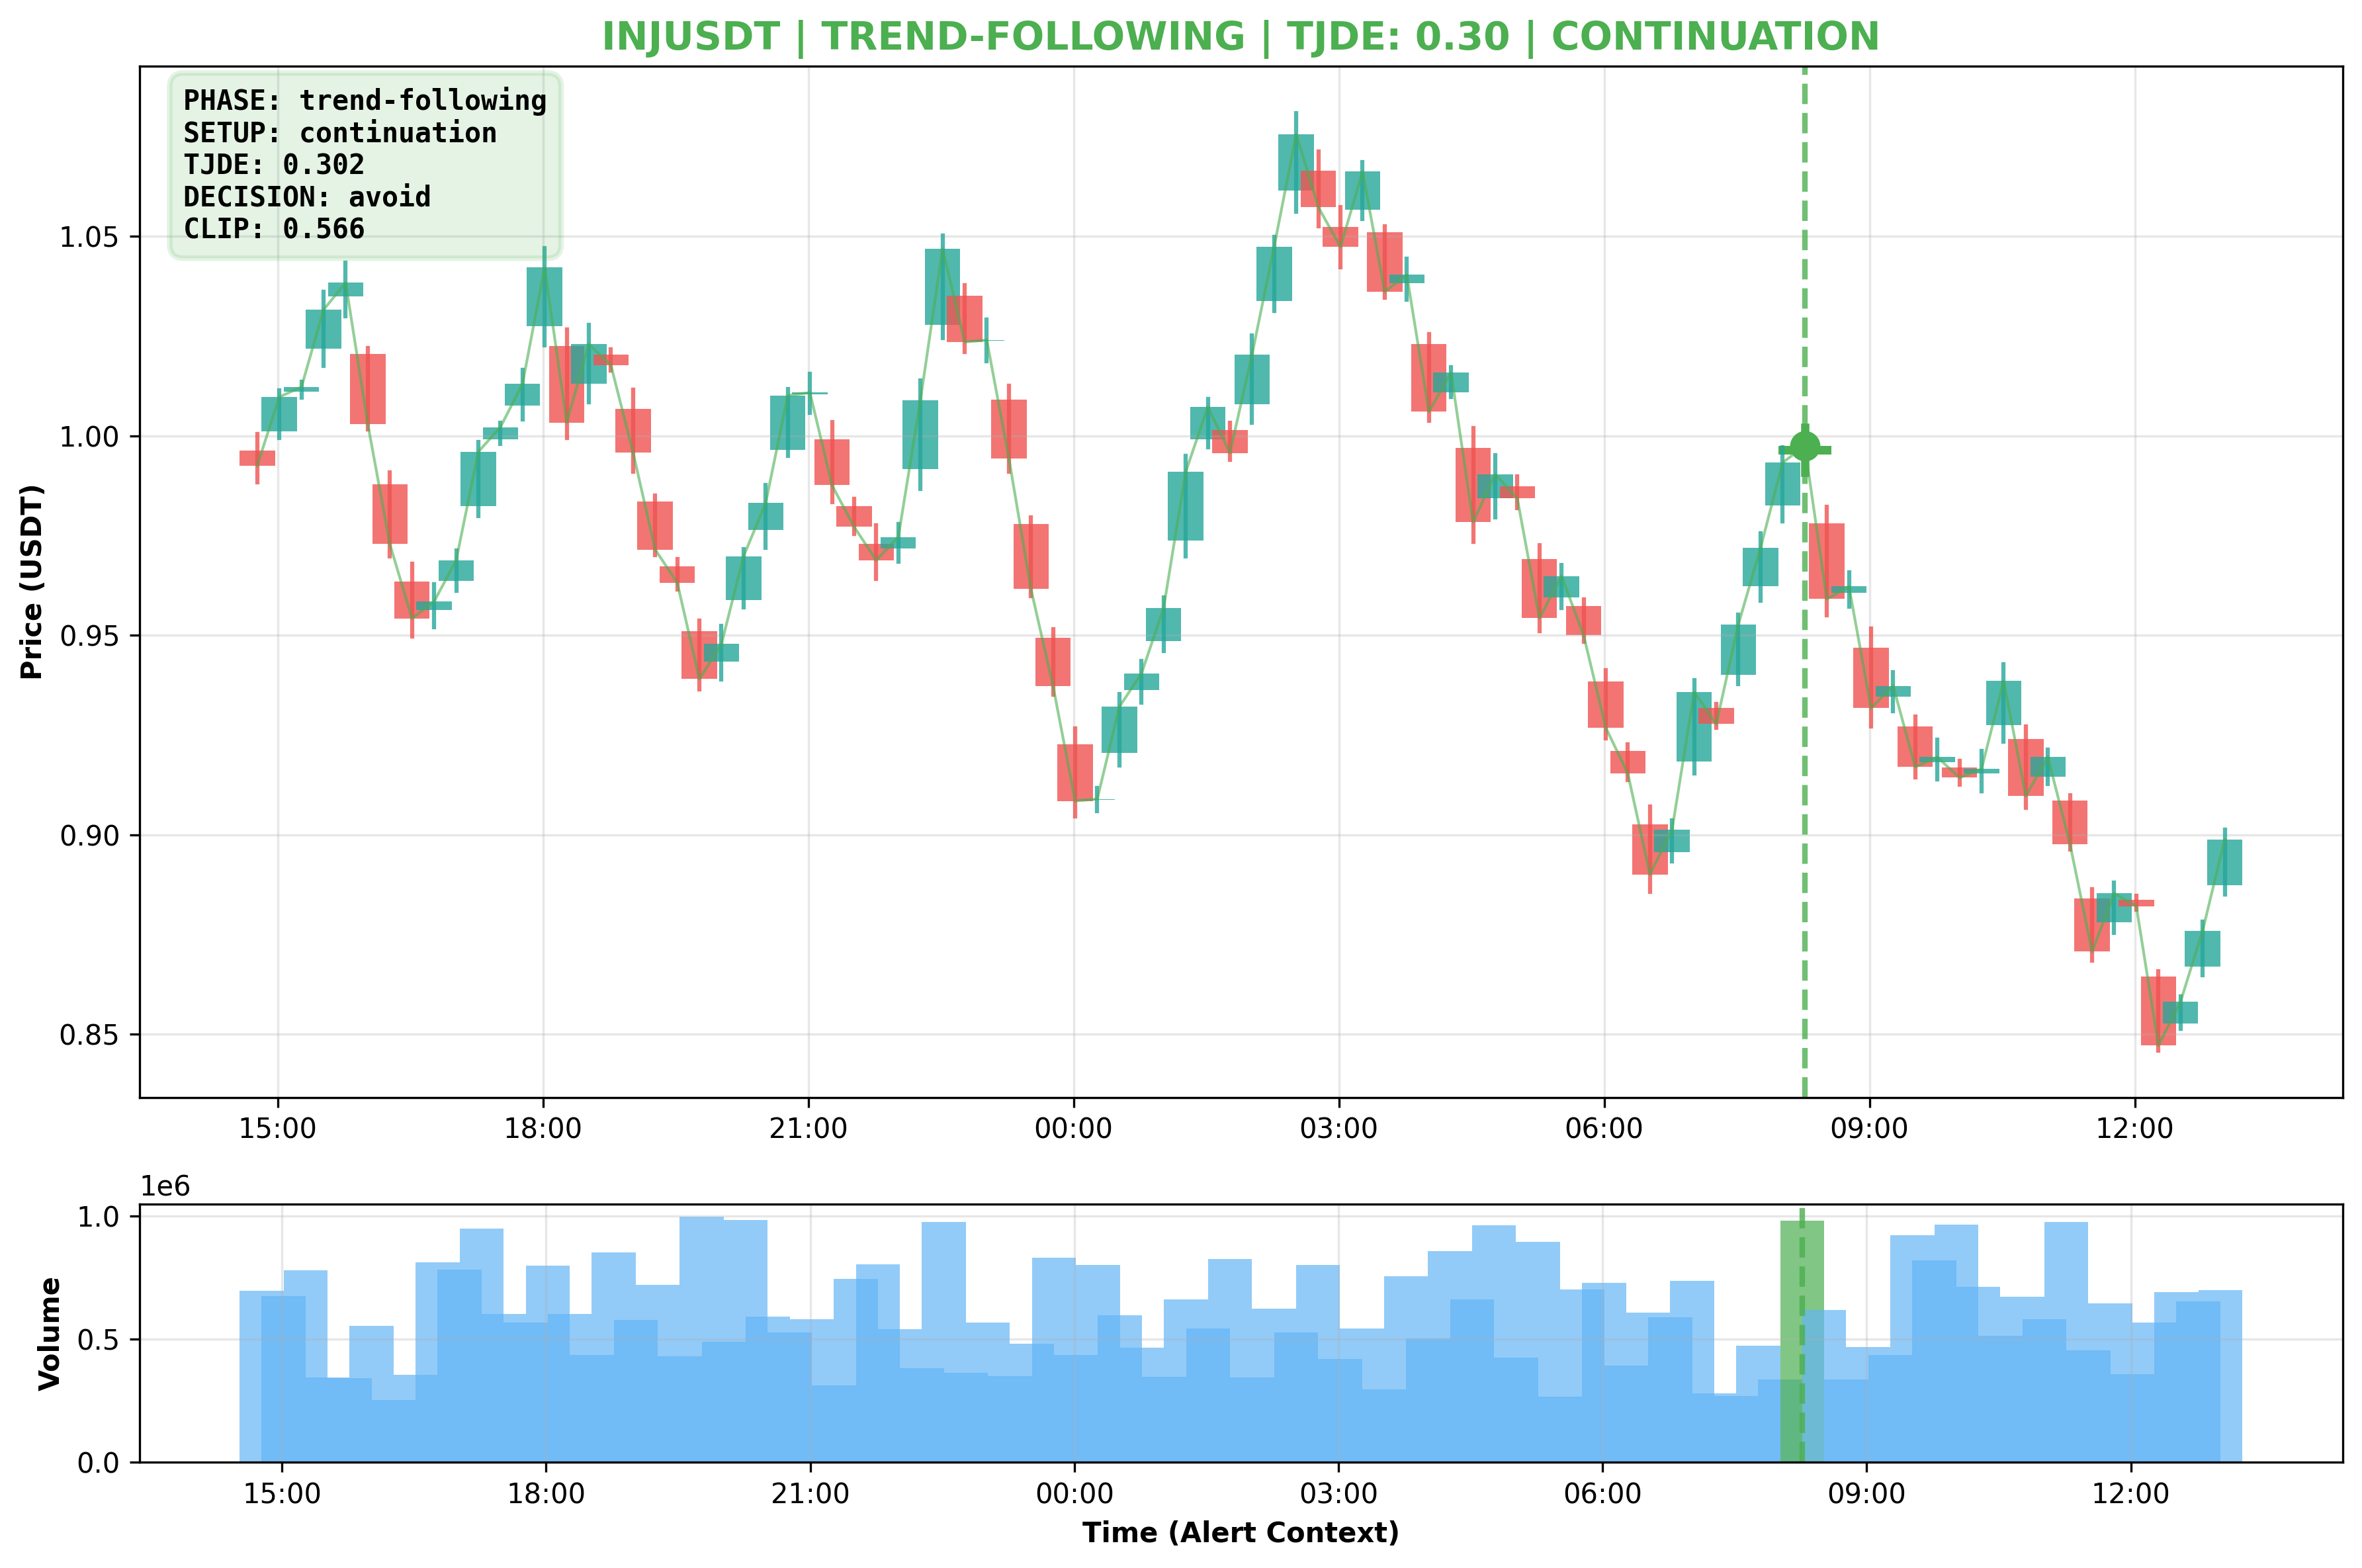 INJUSDT | TREND-FOLLOWING | TJDE: 0.30 | CONTINUATION
PHASE: trend-following
SETUP: continuation
TJDE: 0.302
DECISION: avoid
CLIP: 0.566
Price (USDT)
1.05
1.00
0.95
0.90
0.85
15:00 18:00 21:00 00:00 03:00 06:00 09:00 12:00
1e6
Volume
1.0
0.5
0.0
15:00 18:00 21:00 00:00 03:00 06:00 09:00 12:00
Time (Alert Context)